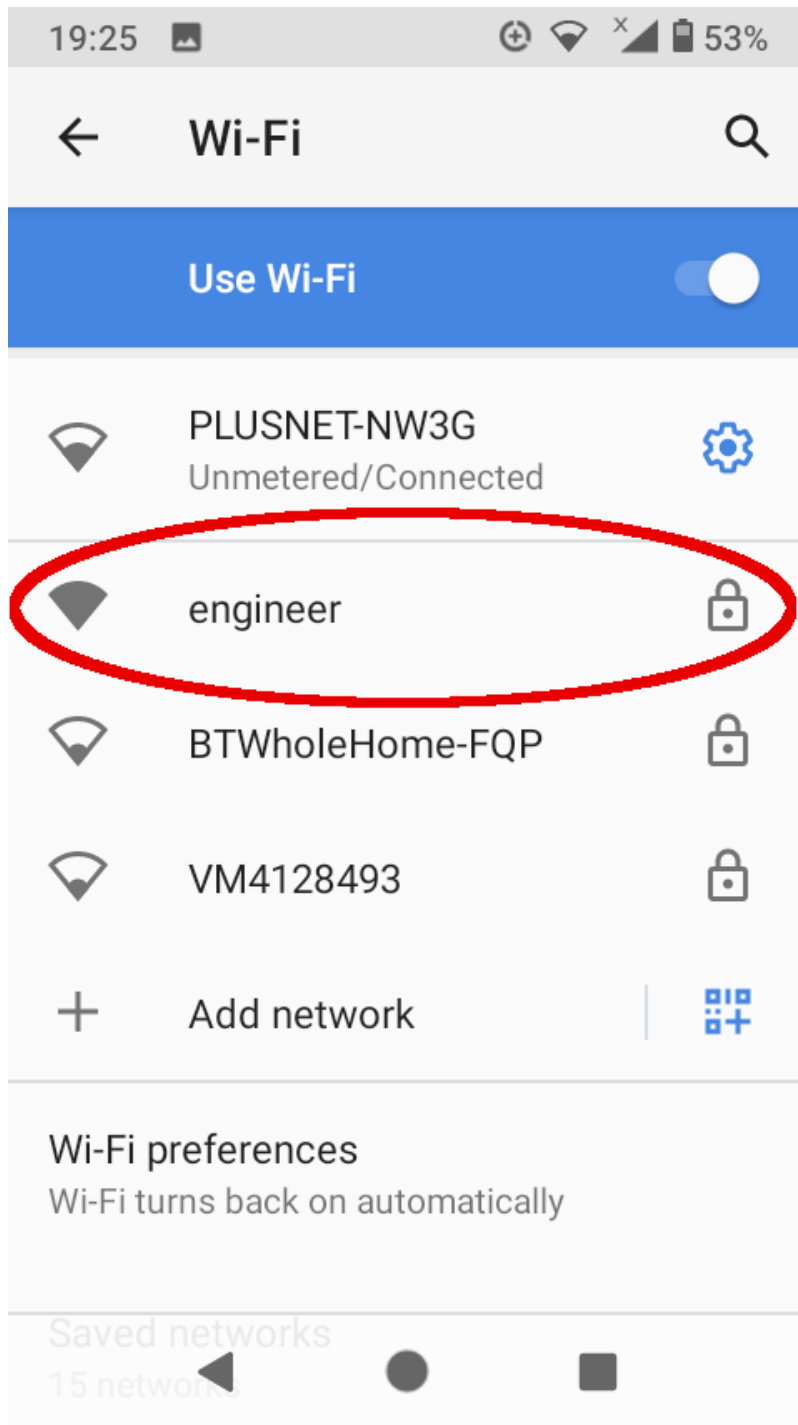 19:25 53%
Wi-Fi
Use Wi-Fi
PLUSNET-NW3G
Unmetered/Connected
engineer
BTWholeHome-FQP
VM4128493
Add network
Wi-Fi preferences
Wi-Fi turns back on automatically
Saved networks
15 networks